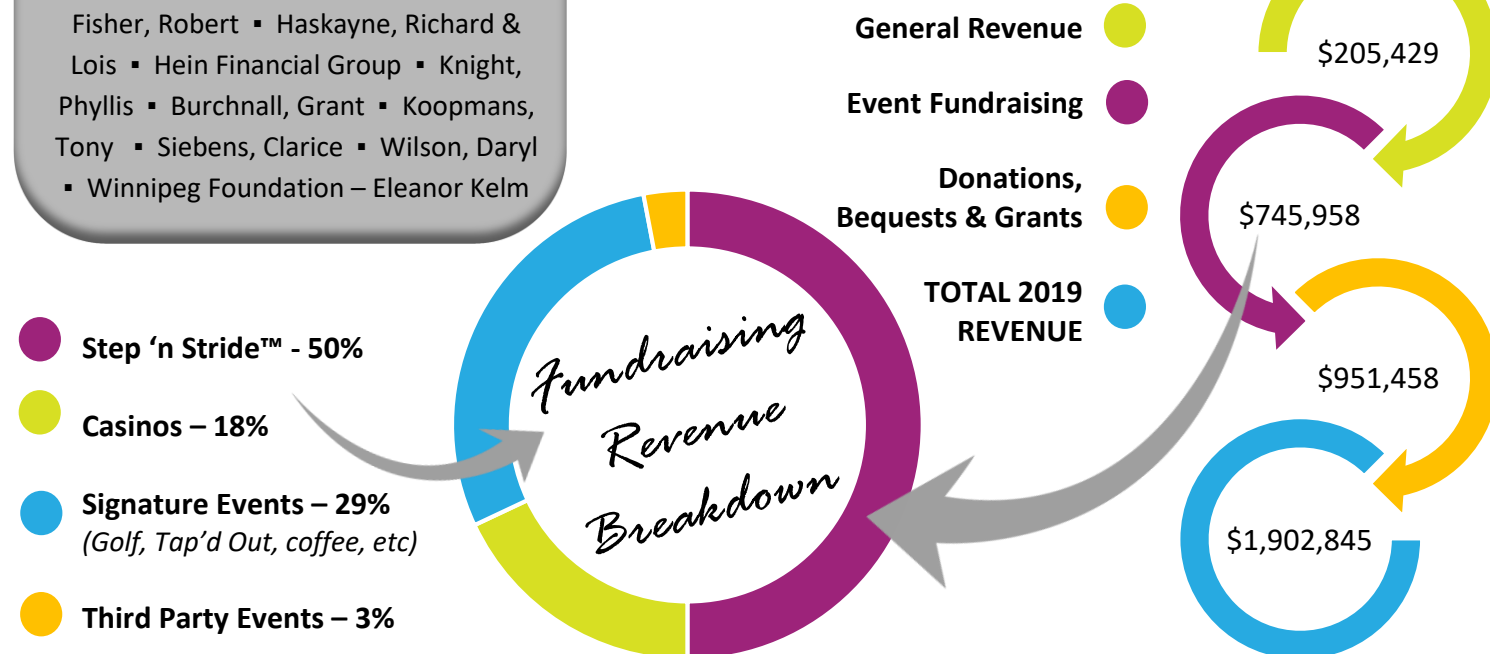 Fisher, Robert ▪ Haskayne, Richard &
Lois ▪ Hein Financial Group ▪ Knight,
Phyllis ▪ Burchnall, Grant ▪ Koopmans,
Tony ▪ Siebens, Clarice ▪ Wilson, Daryl
▪ Winnipeg Foundation – Eleanor Kelm
General Revenue
$205,429
Event Fundraising
$745,958
Donations,
Bequests & Grants
$951,458
TOTAL 2019
REVENUE
$1,902,845
Step ‘n Stride™ - 50%
Casinos – 18%
Signature Events – 29%
(Golf, Tap’d Out, coffee, etc)
Third Party Events – 3%
Fundraising
Revenue
Breakdown